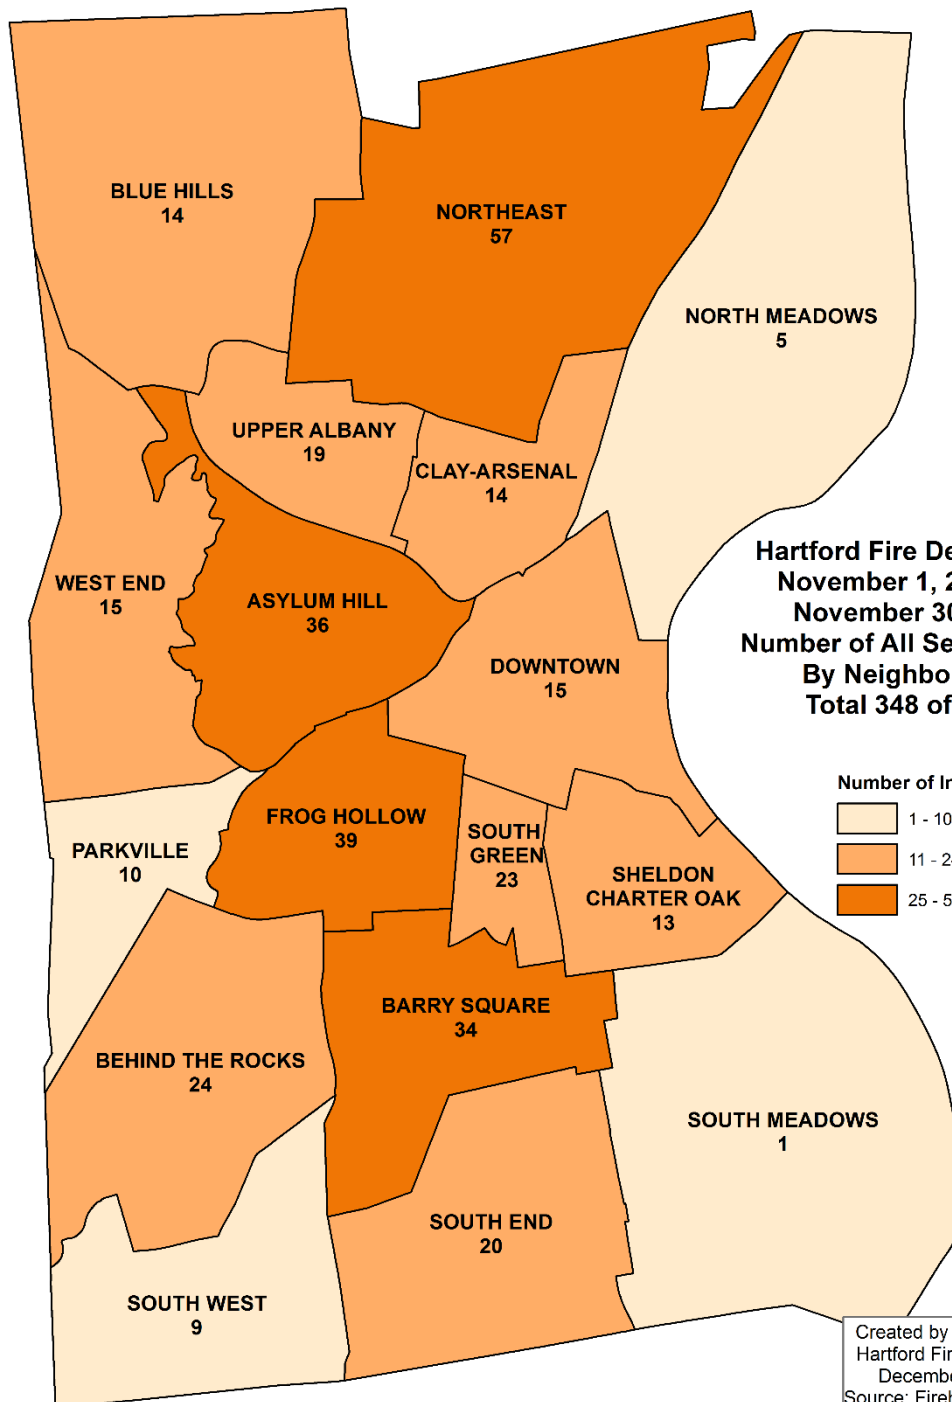 BLUE HILLS
14
NORTHEAST
57
NORTH MEADOWS
5
UPPER ALBANY
19
CLAY-ARSENAL
14
WEST END
15
ASYLUM HILL
36
DOWNTOWN
15
Hartford Fire De
November 1, 2
November 30
Number of All Se
By Neighbo
Total 348 of
Number of In
1 - 10
11 - 2
25 - 5
FROG HOLLOW
39
PARKVILLE
10
SOUTH
GREEN
23
SHELDON
CHARTER OAK
13
BARRY SQUARE
34
BEHIND THE ROCKS
24
SOUTH MEADOWS
1
SOUTH END
20
SOUTH WEST
9
Created by
Hartford Fir
Decembe
Source: Fireh